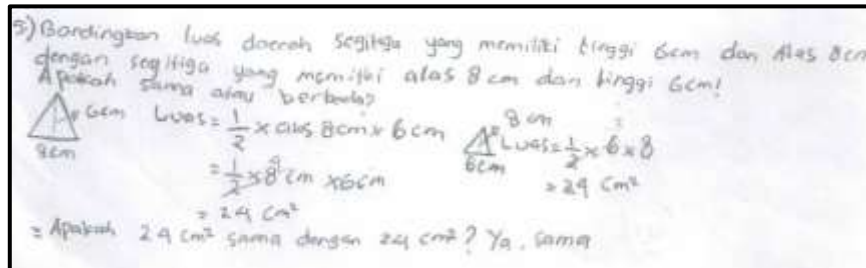 5) Bandingkan luas daerah segitiga yang memiliki tinggi 6cm dan Alas 8cm
dengan segitiga yang memiliki alas 8 cm dan tinggi 6cm!
Apakah sama atau berbeda?
6cm
8cm
Luas = 1/2 x alas 8cm x 6cm
= 1/2 x 8 cm x 6cm
4
= 24 cm²
8 cm
6cm
Luas = 1/2 x 6 x 8
= 24 cm²
= Apakah 24 cm² sama dengan 24 cm²? Ya, sama